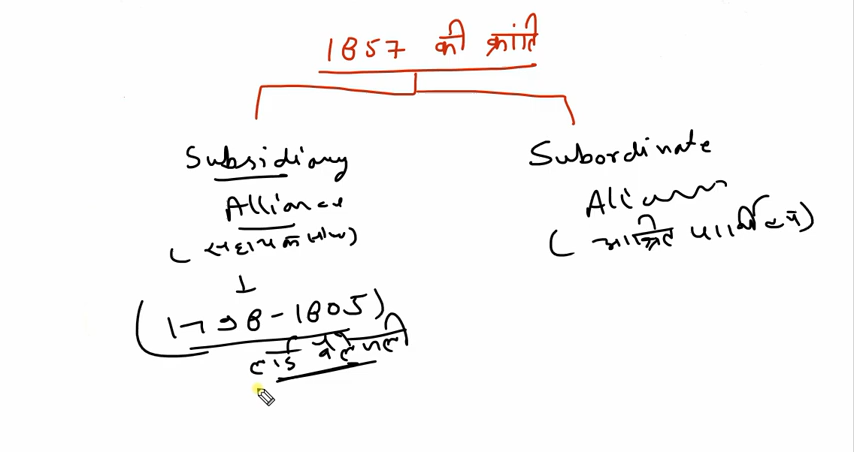 1857 की क्रांति
Subsidiary
Alliance
(सहायक संधि)
(1798-1805)
लार्ड वेलेजली
Subordinate
Alliance
(आश्रित पार्थक्य)